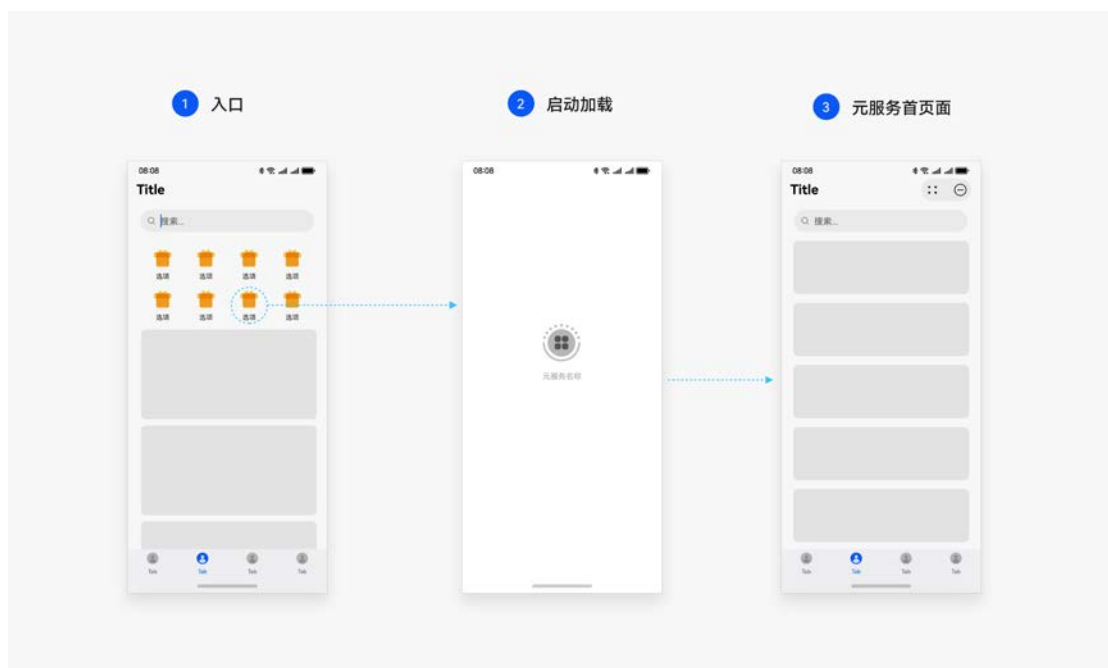 1 入口
2 启动加载
3 元服务首页面
08:08
Title
搜索...
选项 选项 选项 选项
选项 选项 选项 选项
Tab Tab Tab Tab
08:08
元服务名称
08:08
Title
搜索...
Tab Tab Tab Tab